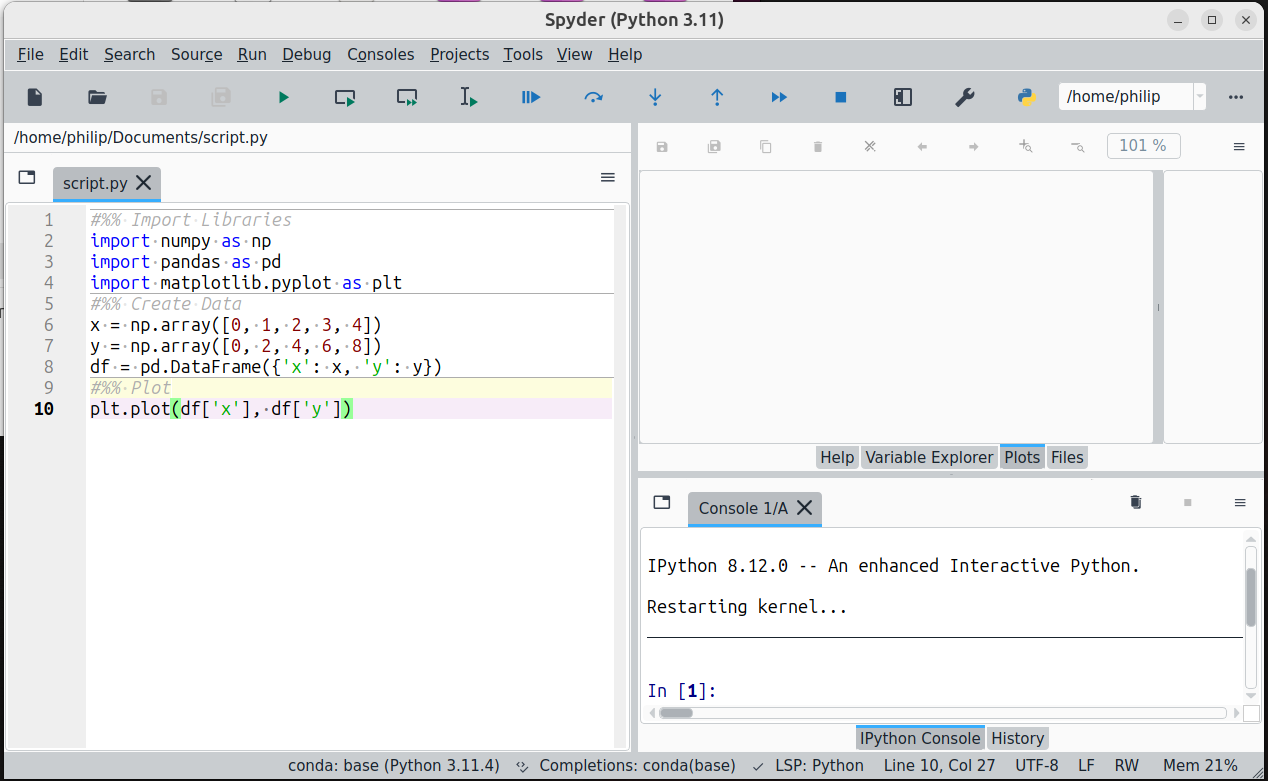 Spyder (Python 3.11)
File Edit Search Source Run Debug Consoles Projects Tools View Help
/home/philip
/home/philip/Documents/script.py
script.py
1 #%% Import Libraries
2 import numpy as np
3 import pandas as pd
4 import matplotlib.pyplot as plt
5 #%% Create Data
6 x = np.array([0, 1, 2, 3, 4])
7 y = np.array([0, 2, 4, 6, 8])
8 df = pd.DataFrame({'x': x, 'y': y})
9 #%% Plot
10 plt.plot(df['x'], df['y'])
101 %
Help Variable Explorer Plots Files
Console 1/A
IPython 8.12.0 -- An enhanced Interactive Python.
Restarting kernel...
In [1]:
IPython Console History
conda: base (Python 3.11.4) Completions: conda(base) LSP: Python Line 10, Col 27 UTF-8 LF RW Mem 21%